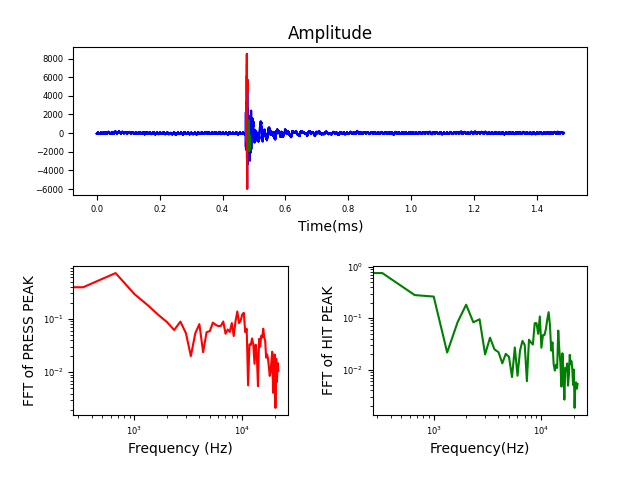 Amplitude
8000
6000
4000
2000
0
−2000
−4000
−6000
0.0 0.2 0.4 0.6 0.8 1.0 1.2 1.4
Time(ms)
FFT of PRESS PEAK
10⁻¹
10⁻²
10³ 10⁴
Frequency (Hz)
FFT of HIT PEAK
10⁰
10⁻¹
10⁻²
10³ 10⁴
Frequency(Hz)